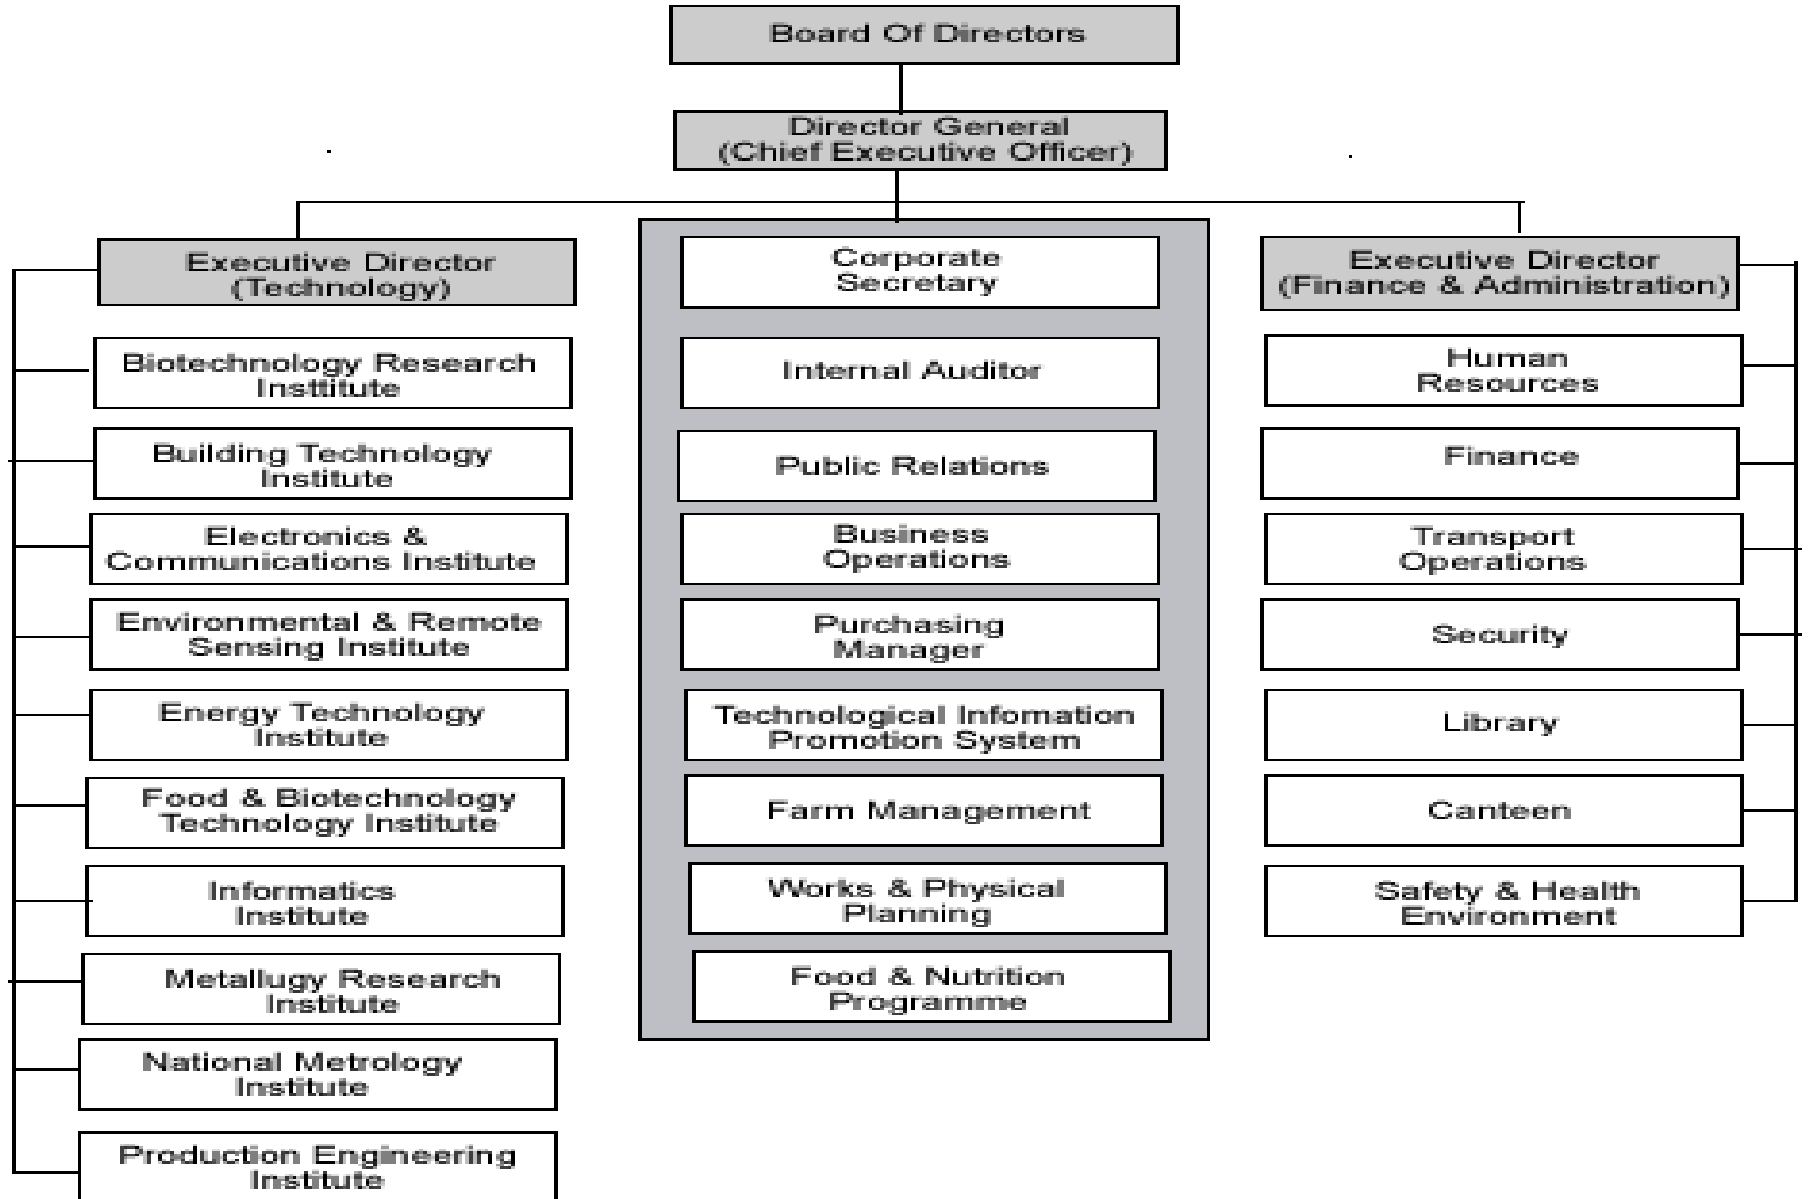 Board Of Directors
Director General
(Chief Executive Officer)
Executive Director
(Technology)
Biotechnology Research
Insttitute
Building Technology
Institute
Electronics &
Communications Institute
Environmental & Remote
Sensing Institute
Energy Technology
Institute
Food & Biotechnology
Technology Institute
Informatics
Institute
Metallugy Research
Institute
National Metrology
Institute
Production Engineering
Institute
Corporate
Secretary
Internal Auditor
Public Relations
Business
Operations
Purchasing
Manager
Technological Infomation
Promotion System
Farm Management
Works & Physical
Planning
Food & Nutrition
Programme
Executive Director
(Finance & Administration)
Human
Resources
Finance
Transport
Operations
Security
Library
Canteen
Safety & Health
Environment